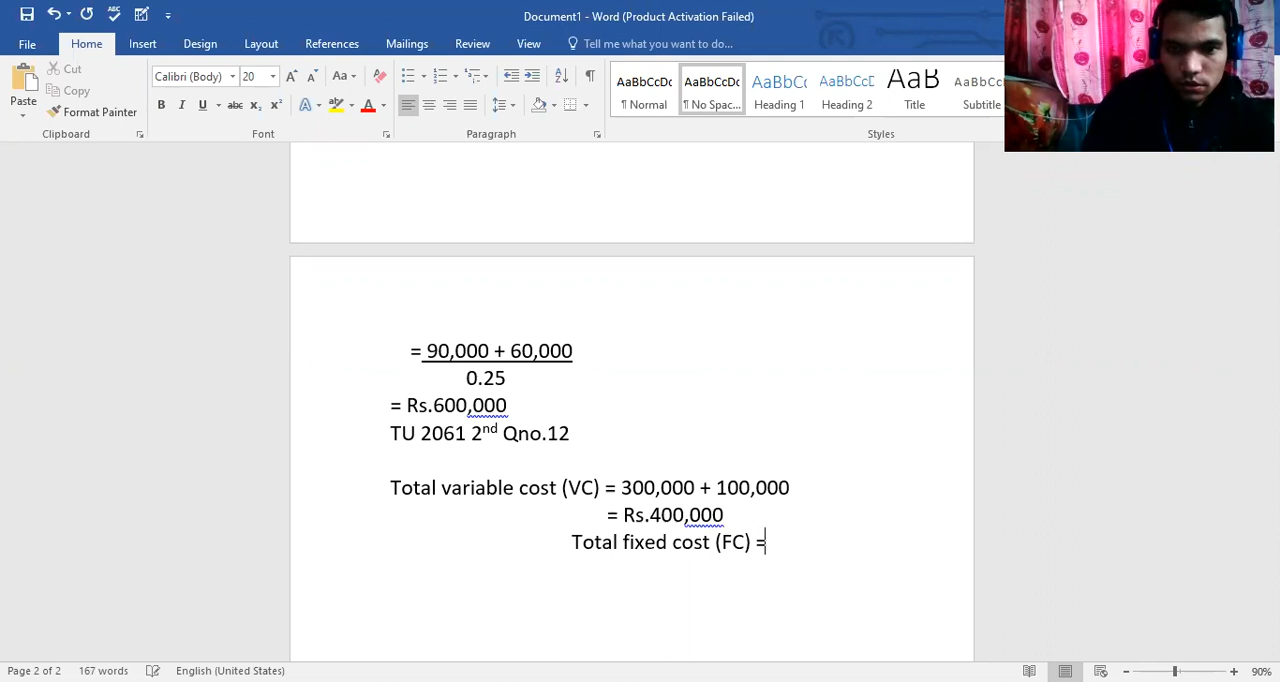 Document1 - Word (Product Activation Failed)
File Home Insert Design Layout References Mailings Review View Tell me what you want to do...
Paste
Cut
Copy
Format Painter
Clipboard
Calibri (Body) 20
Font
Paragraph
AaBbCcDc AaBbCcDc AaBbCc AaBbCcD AaB AaBbCcD
¶ Normal ¶ No Spac... Heading 1 Heading 2 Title Subtitle
Styles
= 90,000 + 60,000
0.25
= Rs.600,000
TU 2061 2nd Qno.12
Total variable cost (VC) = 300,000 + 100,000
= Rs.400,000
Total fixed cost (FC) =
Page 2 of 2 167 words English (United States) 90%